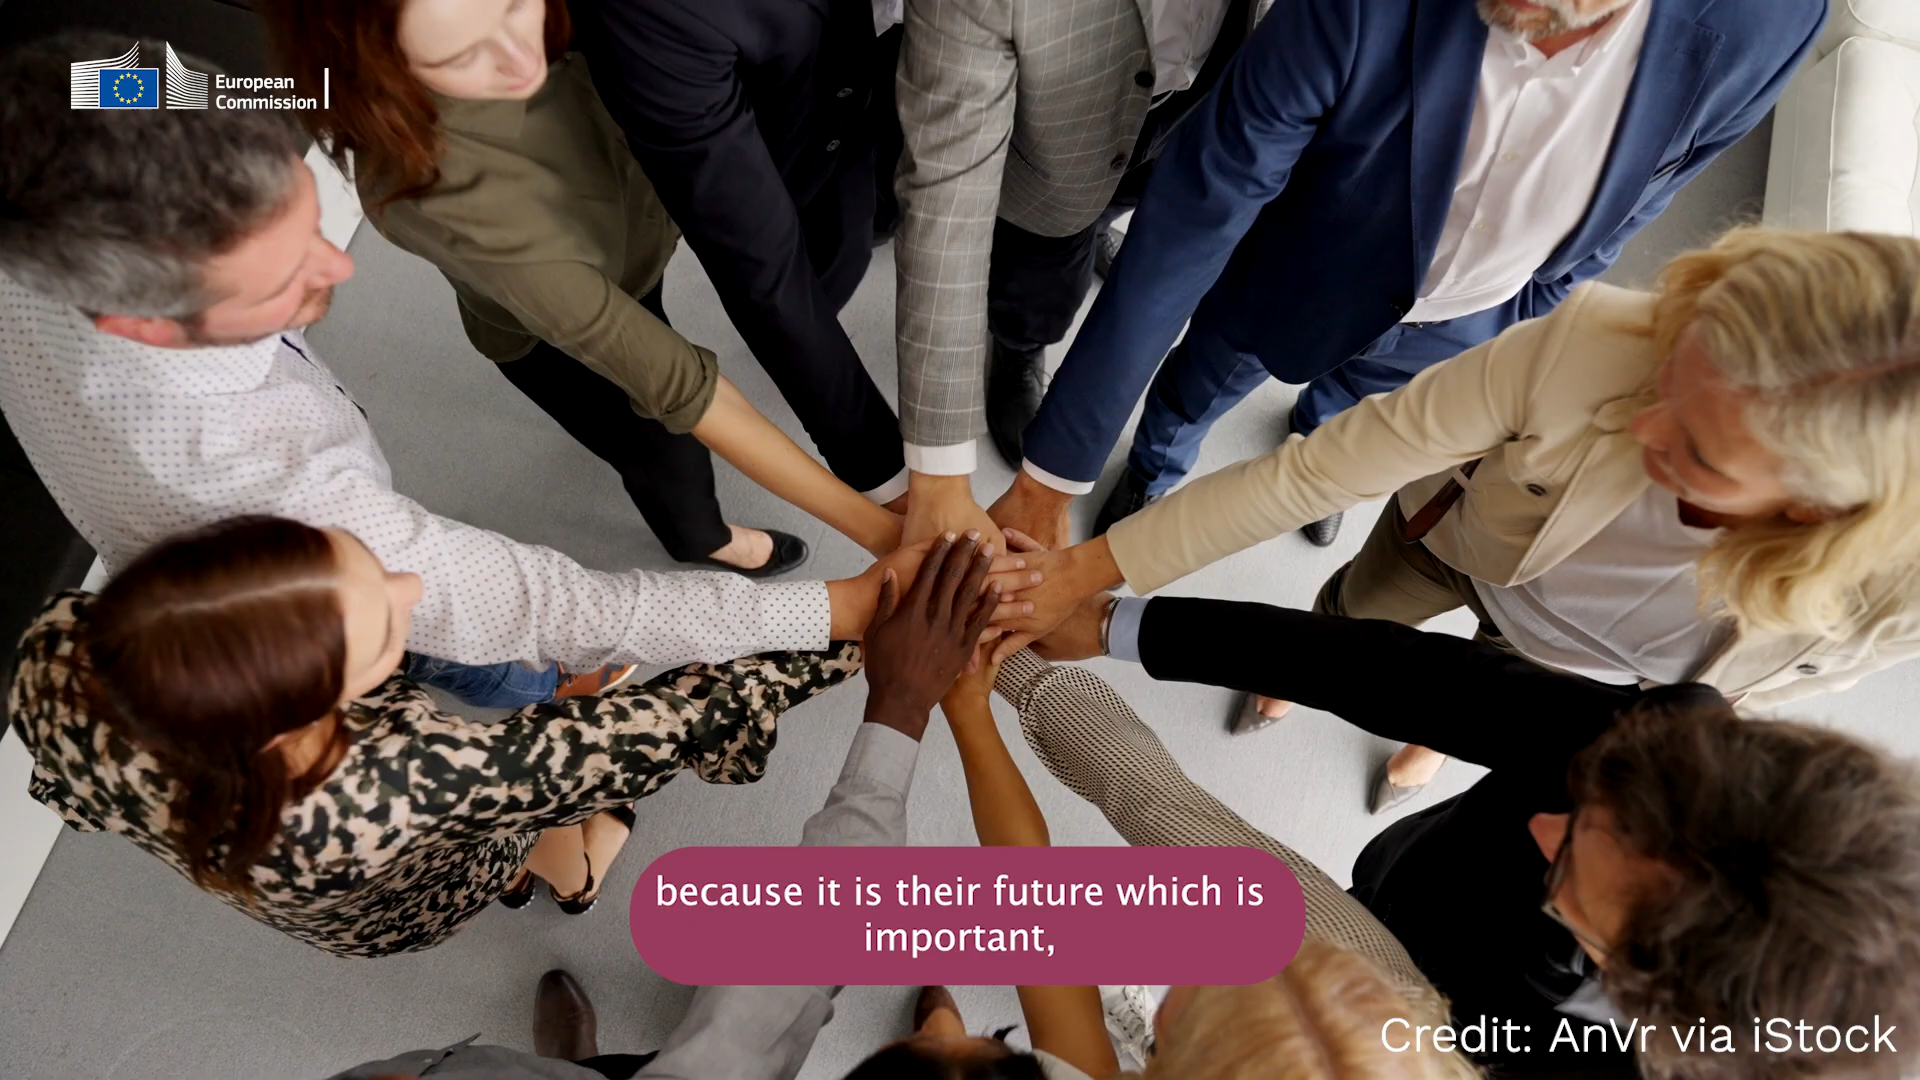 European
Commission
because it is their future which is
important,
Credit: AnVr via iStock